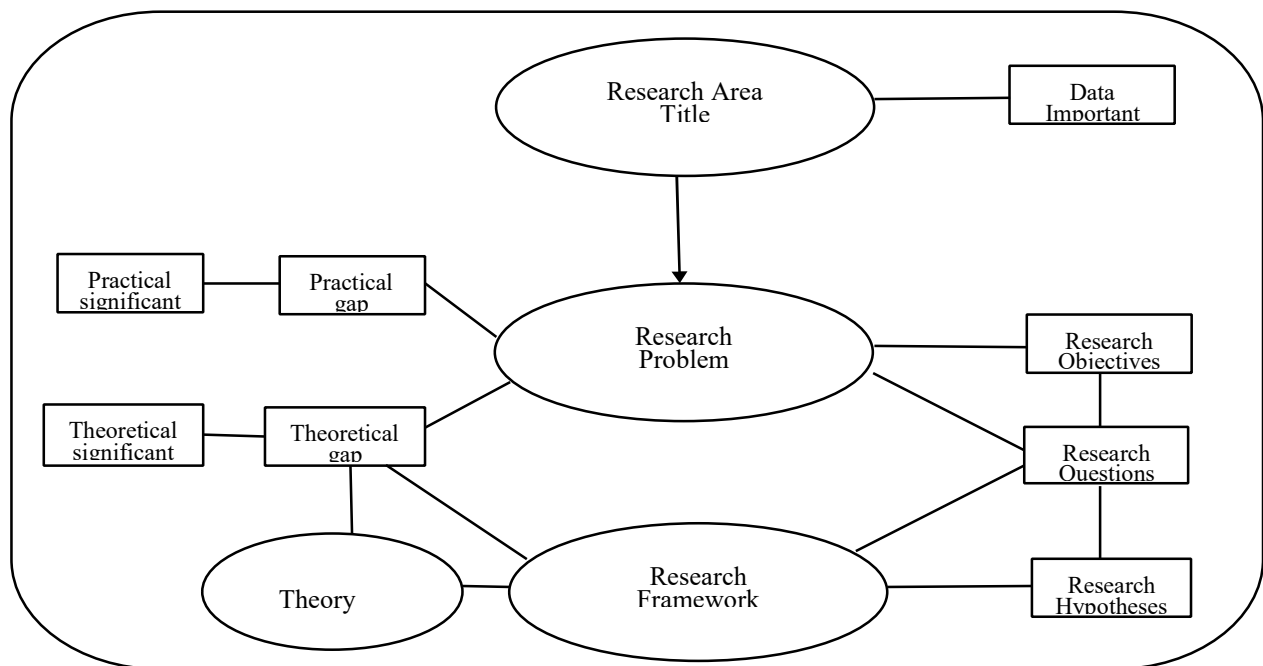 Research Area
Title
Data
Important
Practical
significant
Practical
gap
Research
Problem
Research
Objectives
Theoretical
significant
Theoretical
gap
Research
Questions
Theory
Research
Framework
Research
Hypotheses